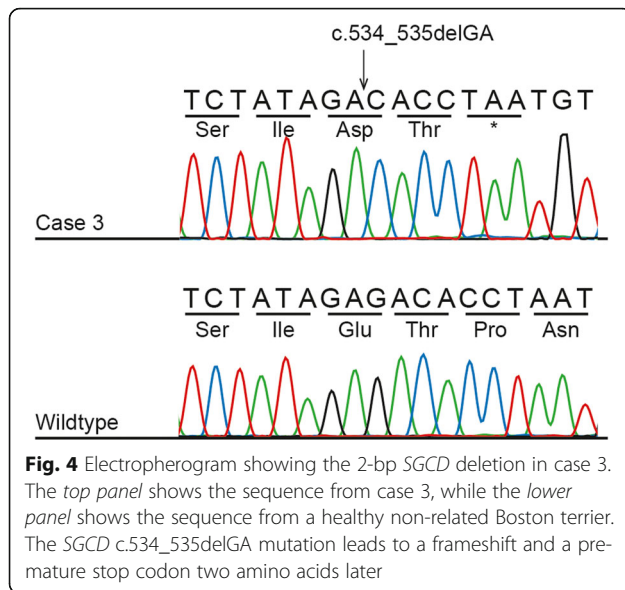 c.534_535delGA
TCTATAGACACCTAATGT
Ser Ile Asp Thr *
Case 3
TCTATAGAGACACCTAAT
Ser Ile Glu Thr Pro Asn
Wildtype
Fig. 4 Electropherogram showing the 2-bp SGCD deletion in case 3.
The top panel shows the sequence from case 3, while the lower
panel shows the sequence from a healthy non-related Boston terrier.
The SGCD c.534_535delGA mutation leads to a frameshift and a pre-
mature stop codon two amino acids later